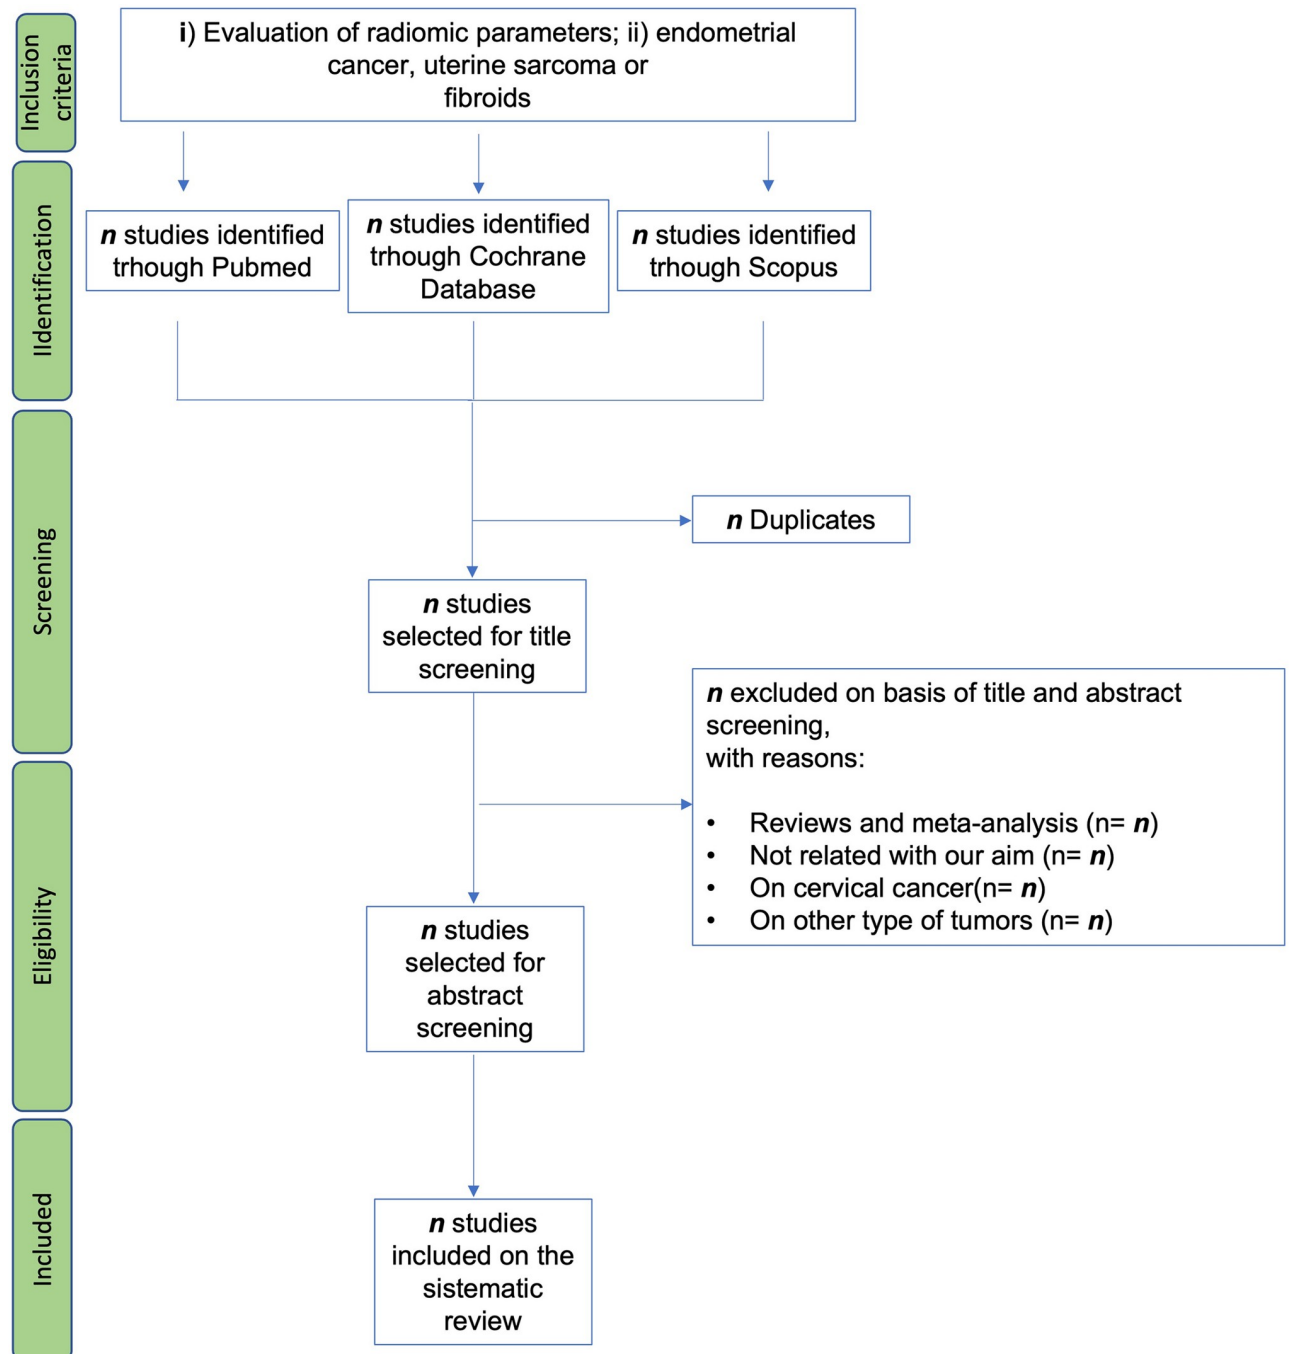 Inclusion
criteria
i) Evaluation of radiomic parameters; ii) endometrial
cancer, uterine sarcoma or
fibroids
IIdentification
n studies identified
trhough Pubmed
n studies identified
trhough Cochrane
Database
n studies identified
trhough Scopus
Screening
n Duplicates
n studies
selected for title
screening
n excluded on basis of title and abstract
screening,
with reasons:
• Reviews and meta-analysis (n= n)
• Not related with our aim (n= n)
• On cervical cancer(n= n)
• On other type of tumors (n= n)
Eligibility
n studies
selected for
abstract
screening
Included
n studies
included on the
sistematic
review